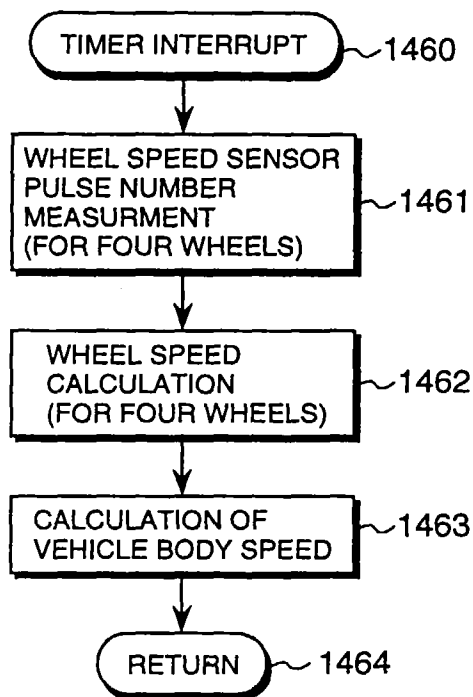 TIMER INTERRUPT
1460
WHEEL SPEED SENSOR
PULSE NUMBER
MEASURMENT
(FOR FOUR WHEELS)
1461
WHEEL SPEED
CALCULATION
(FOR FOUR WHEELS)
1462
CALCULATION OF
VEHICLE BODY SPEED
1463
RETURN
1464